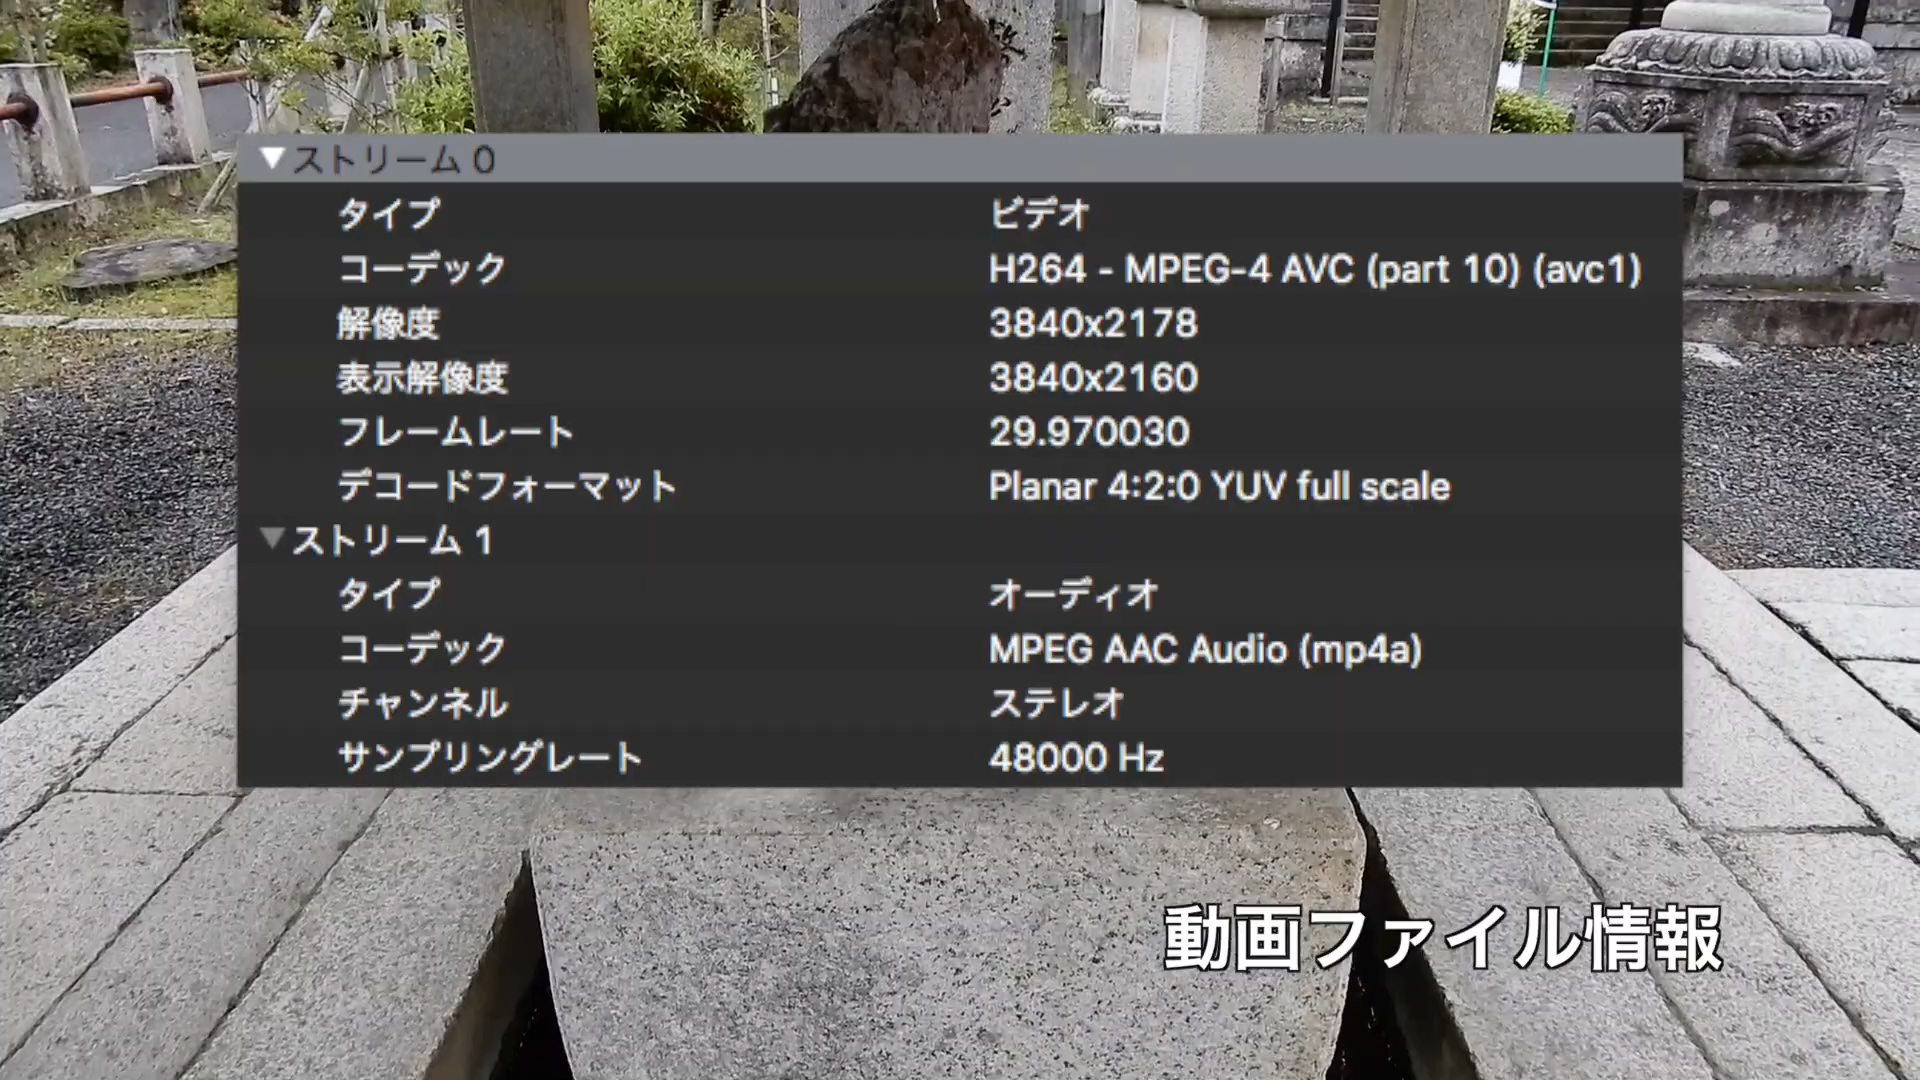 ▼ストリーム 0
タイプ ビデオ
コーデック H264 - MPEG-4 AVC (part 10) (avc1)
解像度 3840x2178
表示解像度 3840x2160
フレームレート 29.970030
デコードフォーマット Planar 4:2:0 YUV full scale
▼ストリーム 1
タイプ オーディオ
コーデック MPEG AAC Audio (mp4a)
チャンネル ステレオ
サンプリングレート 48000 Hz
動画ファイル情報